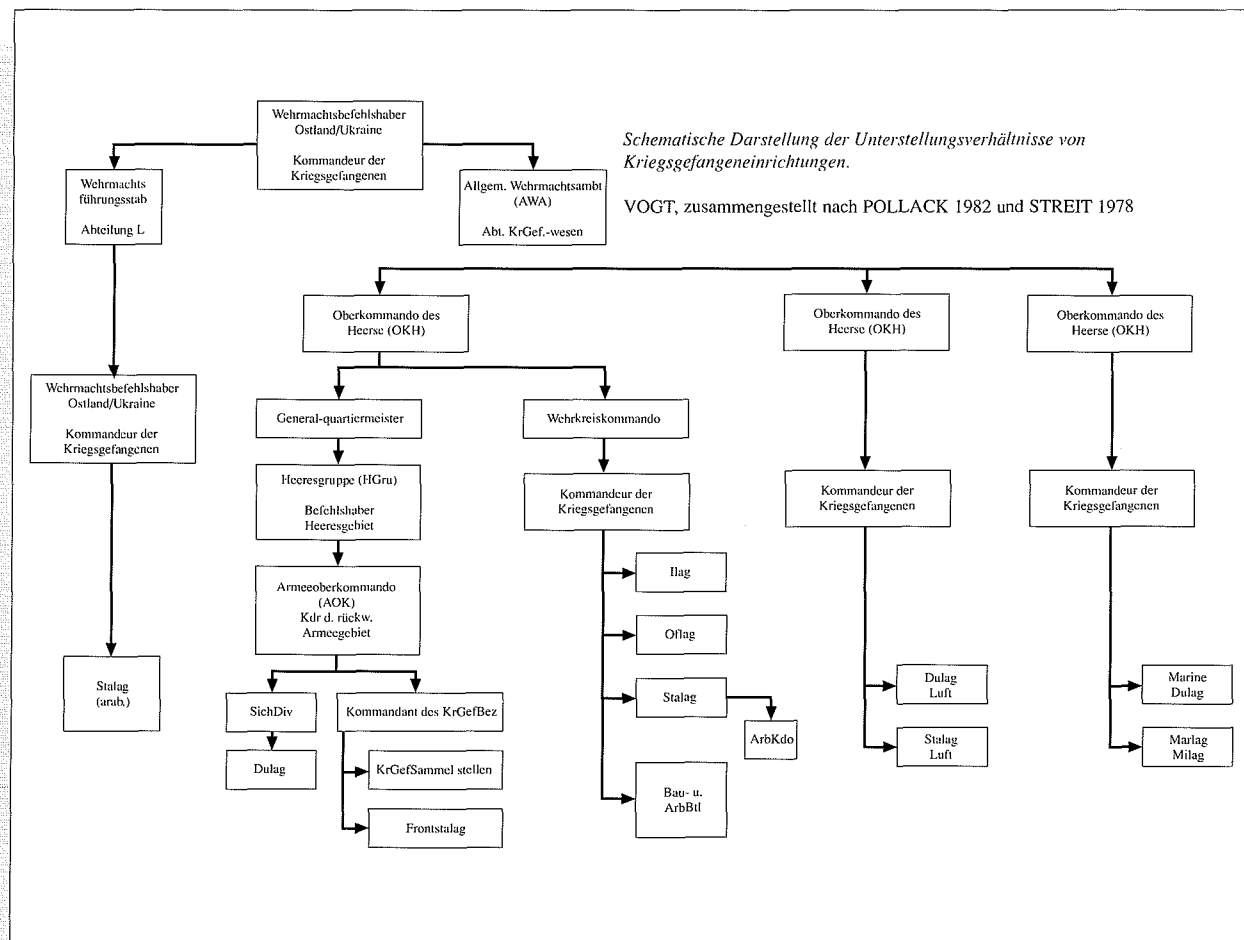 Wehrmachtsbefehlshaber
Ostland/Ukraine
Kommandeur der
Kriegsgefangenen
Schematische Darstellung der Unterstellungsverhältnisse von
Kriegsgefangeneinrichtungen.
VOGT, zusammengestellt nach POLLACK 1982 und STREIT 1978
Wehrmachts
führungsstab
Abteilung L
Allgem. Wehrmachtsambt
(AWA)
Abt. KrGef.-wesen
Oberkommando des
Heerse (OKH)
Oberkommando des
Heerse (OKH)
Oberkommando des
Heerse (OKH)
Wehrmachtsbefehlshaber
Ostland/Ukraine
Kommandeur der
Kriegsgefangenen
General-quartiermeister
Wehrkreiskommando
Heeresgruppe (HGru)
Befehlshaber
Heeresgebiet
Kommandeur der
Kriegsgefangenen
Kommandeur der
Kriegsgefangenen
Kommandeur der
Kriegsgefangenen
Armeeoberkommando
(AOK)
Kdr d. rückw.
Armeegebiet
Ilag
Oflag
Stalag
(arab.)
SichDiv
Kommandant des KrGefBez
Stalag
ArbKdo
Dulag
Luft
Marine
Dulag
Dulag
KrGefSammel stellen
Stalag
Luft
Marlag
Milag
Frontstalag
Bau- u.
ArbBtl